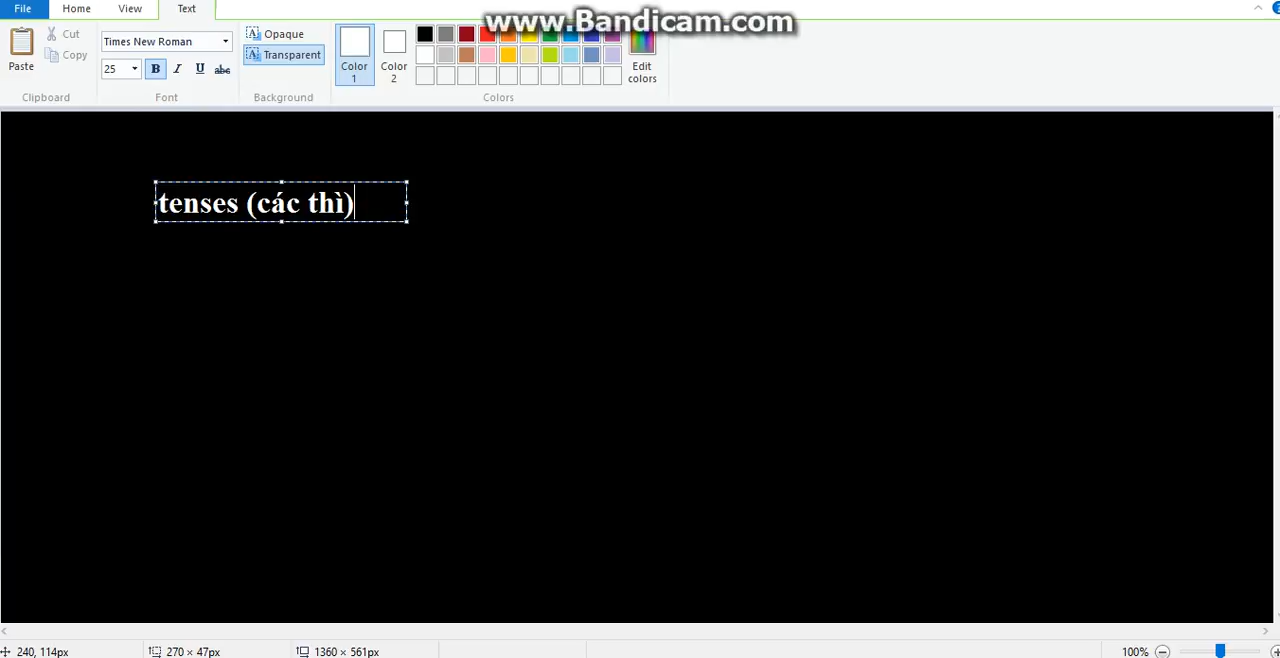 www.Bandicam.com
File Home View Text
Paste
Cut
Copy
Clipboard
Times New Roman
25 B I U abc
Font
Opaque
Transparent
Background
Color 1
Color 2
Edit colors
Colors
tenses (các thì)
240, 114px 270 × 47px 1360 × 561px 100%